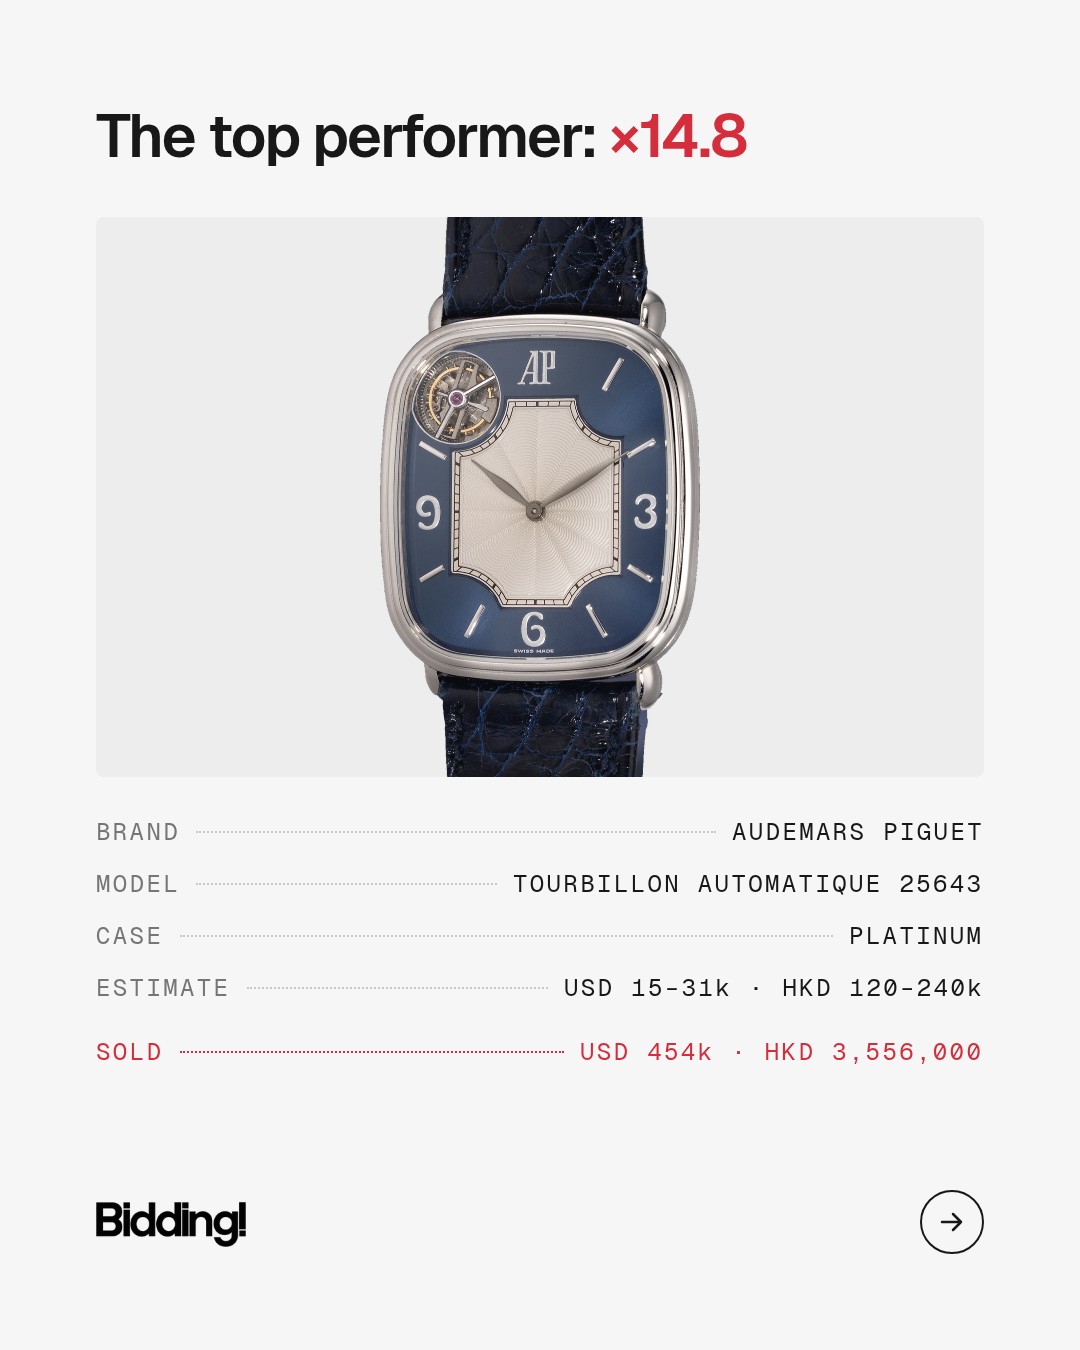 The top performer: ×14.8
AP
9
3
6
SWISS MADE
BRAND AUDEMARS PIGUET
MODEL TOURBILLON AUTOMATIQUE 25643
CASE PLATINUM
ESTIMATE USD 15–31k · HKD 120–240k
SOLD USD 454k · HKD 3,556,000
Bidding!